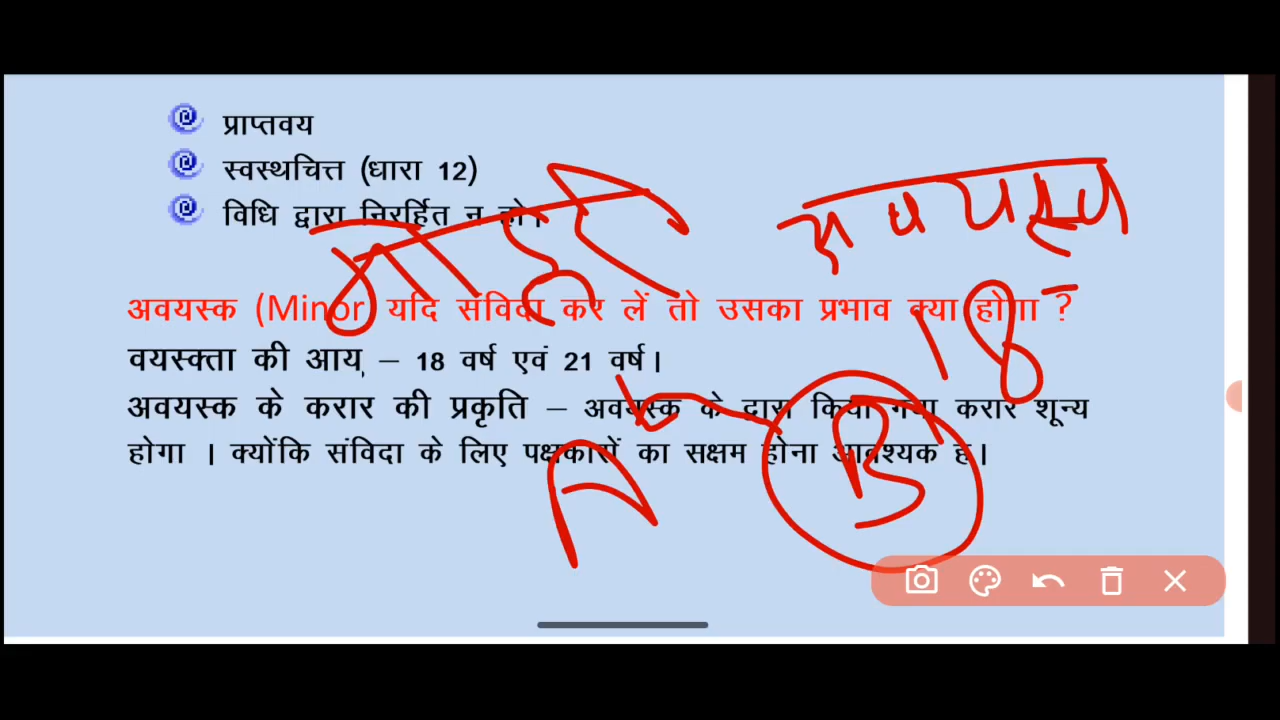 प्राप्तवय
स्वस्थचित्त (धारा 12)
विधि द्वारा निरर्हित न हो।
अवयस्क (Minor) यदि संविदा कर लें तो उसका प्रभाव क्या होगा ?
वयस्क्ता की आयु – 18 वर्ष एवं 21 वर्ष।
अवयस्क के करार की प्रकृति – अवयस्क के द्वारा किया गया करार शून्य
होगा । क्योंकि संविदा के लिए पक्षकारों का सक्षम होना आवश्यक है।
18
A B